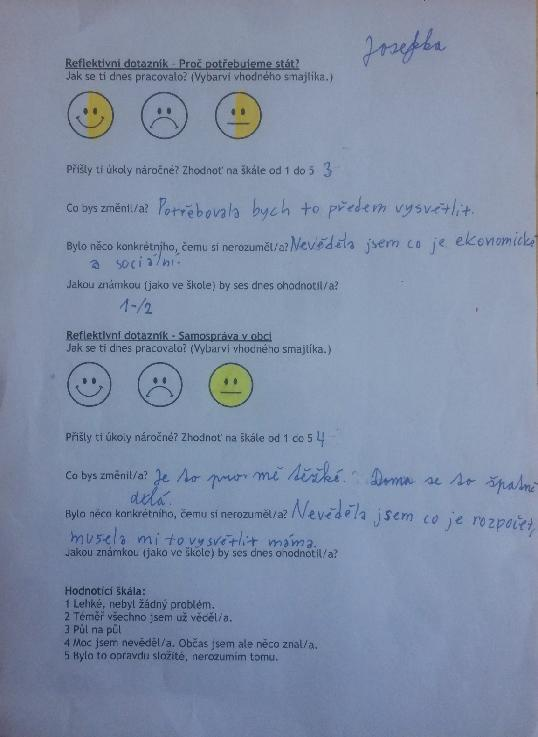 Josefka
Reflektivní dotazník - Proč potřebujeme stát?
Jak se ti dnes pracovalo? (Vybarvi vhodného smajlíka.)
Přišly ti úkoly náročné? Zhodnoť na škále od 1 do 5 3
Co bys změnil/a? Potřebovala bych to předem vysvětlit.
Bylo něco konkrétního, čemu si nerozuměl/a? Nevěděla jsem co je ekonomické
a sociální.
Jakou známkou (jako ve škole) by ses dnes ohodnotil/a?
1-/2
Reflektivní dotazník - Samospráva v obci
Jak se ti dnes pracovalo? (Vybarvi vhodného smajlíka.)
Přišly ti úkoly náročné? Zhodnoť na škále od 1 do 5 4
Co bys změnil/a? Je to pro mě těžké. Doma se to špatně
dělá.
Bylo něco konkrétního, čemu si nerozuměl/a? Nevěděla jsem co je rozpočet,
musela mi to vysvětlit máma.
Jakou známkou (jako ve škole) by ses dnes ohodnotil/a?
Hodnotící škála:
1 Lehké, nebyl žádný problém.
2 Téměř všechno jsem už věděl/a.
3 Půl na půl
4 Moc jsem nevěděl/a. Občas jsem ale něco znal/a.
5 Bylo to opravdu složité, nerozumím tomu.